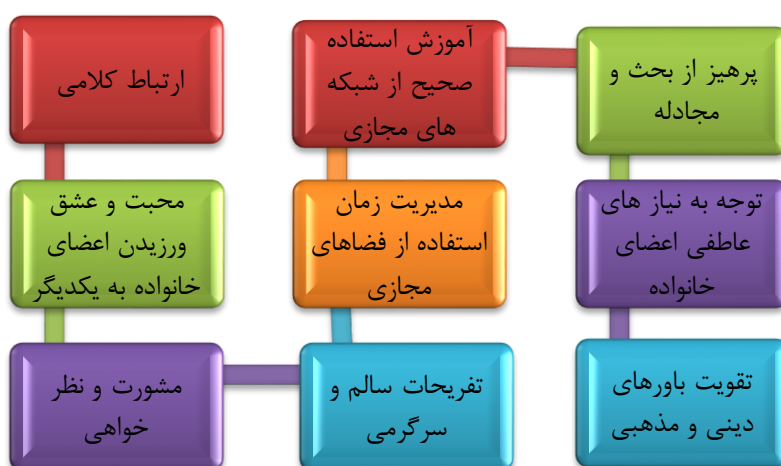 ارتباط کلامی
محبت و عشق
ورزیدن اعضای
خانواده به یکدیگر
مشورت و نظر
خواهی
تفریحات سالم و
سرگرمی
مدیریت زمان
استفاده از فضاهای
مجازی
آموزش استفاده
صحیح از شبکه
های مجازی
پرهیز از بحث و
مجادله
توجه به نیاز های
عاطفی اعضای
خانواده
تقویت باورهای
دینی و مذهبی